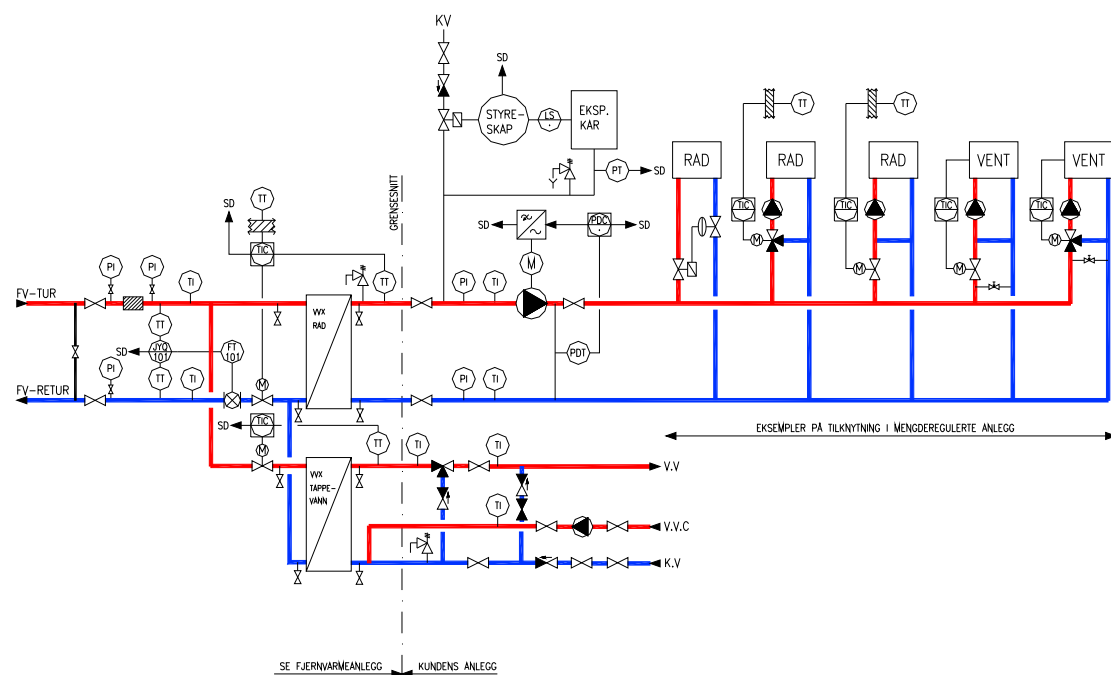 KV
SD
STYRE-
SKAP
LS
EKSP.
KAR
TT
TT
PT
SD
RAD
RAD
RAD
VENT
VENT
GRENSESNITT
SD
TT
TIC
SD
PDC
SD
TIC
TIC
TIC
TIC
M
M
M
M
M
PI
PI
TI
TT
PI
TI
FV-TUR
VVX
RAD
TT
SD
JYQ
101
FT
101
PDT
PI
TT
TI
M
PI
TI
FV-RETUR
SD
TIC
M
TT
TI
TI
EKSEMPLER PÅ TILKNYTNING I MENGDEREGULERTE ANLEGG
V.V
VVX
TAPPE-
VANN
TI
V.V.C
K.V
SE FJERNVARMEANLEGG
KUNDENS ANLEGG